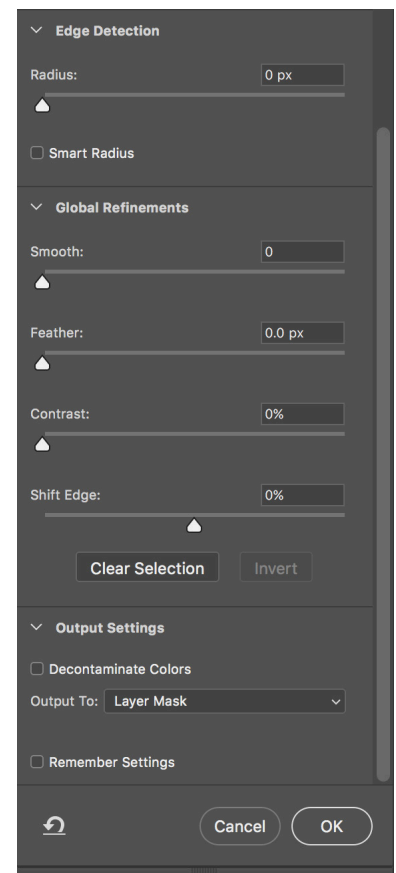 Edge Detection
Radius: 0 px
Smart Radius
Global Refinements
Smooth: 0
Feather: 0.0 px
Contrast: 0%
Shift Edge: 0%
Clear Selection Invert
Output Settings
Decontaminate Colors
Output To: Layer Mask
Remember Settings
Cancel OK